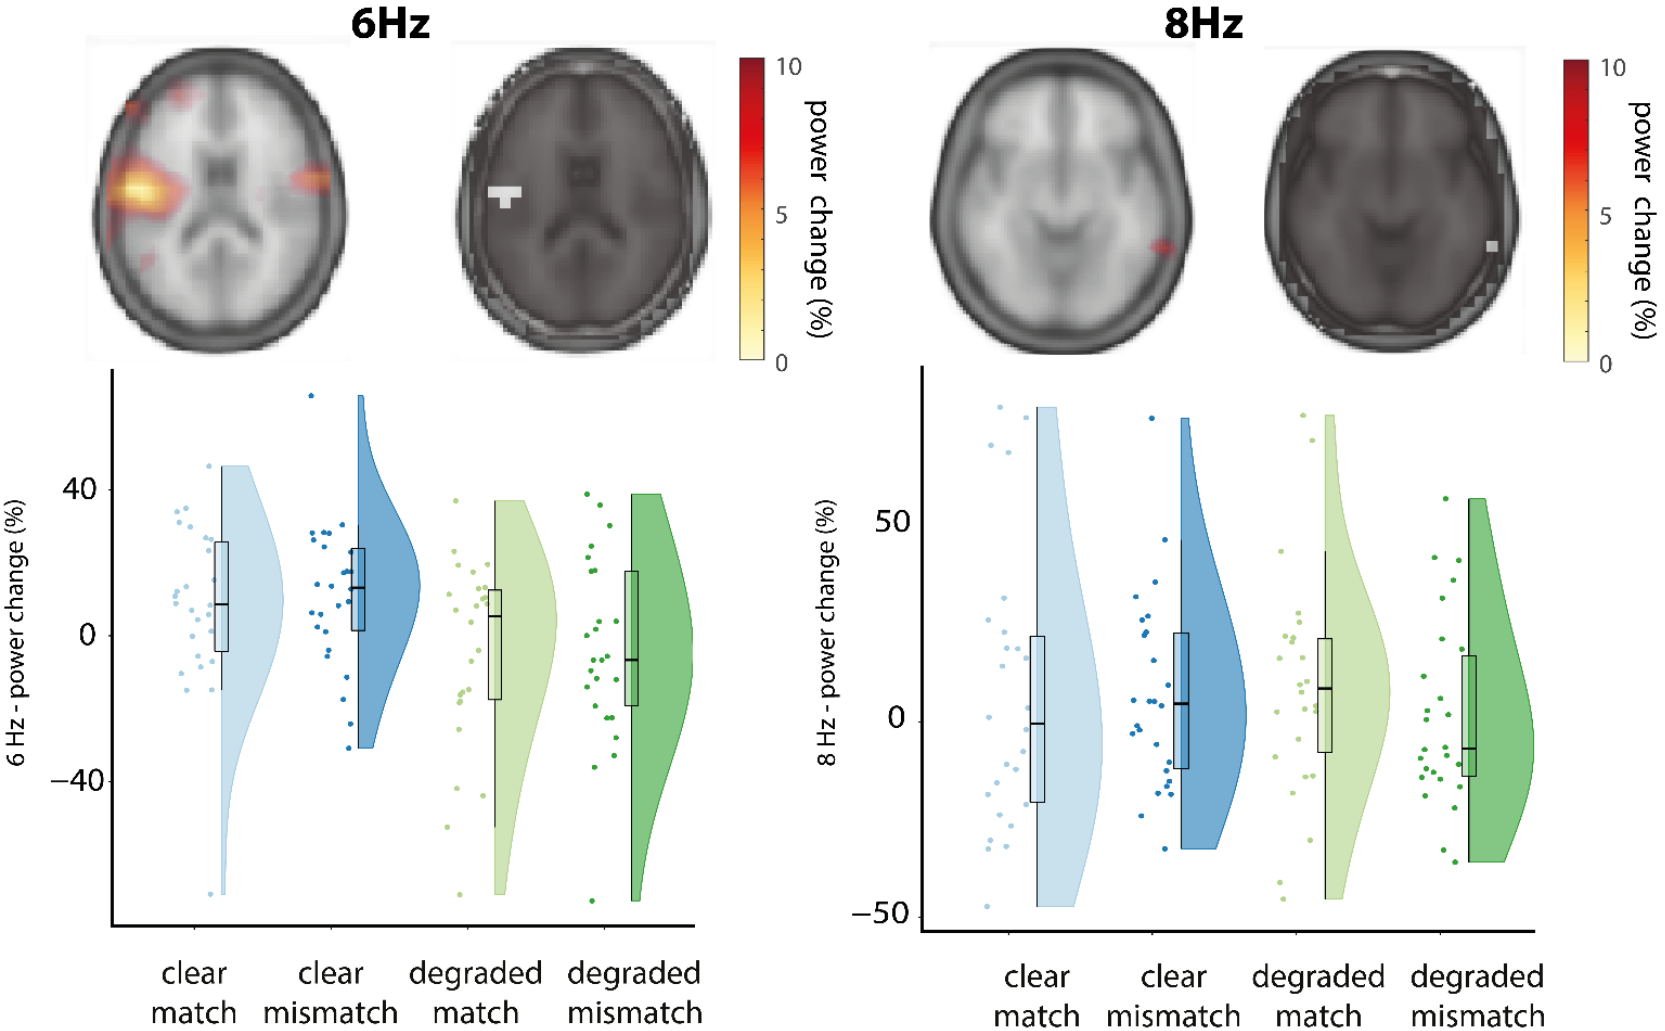 6Hz
8Hz
10
5
0
power change (%)
10
5
0
power change (%)
6 Hz - power change (%)
40
0
−40
clear
match
clear
mismatch
degraded
match
degraded
mismatch
8 Hz - power change (%)
50
0
−50
clear
match
clear
mismatch
degraded
match
degraded
mismatch